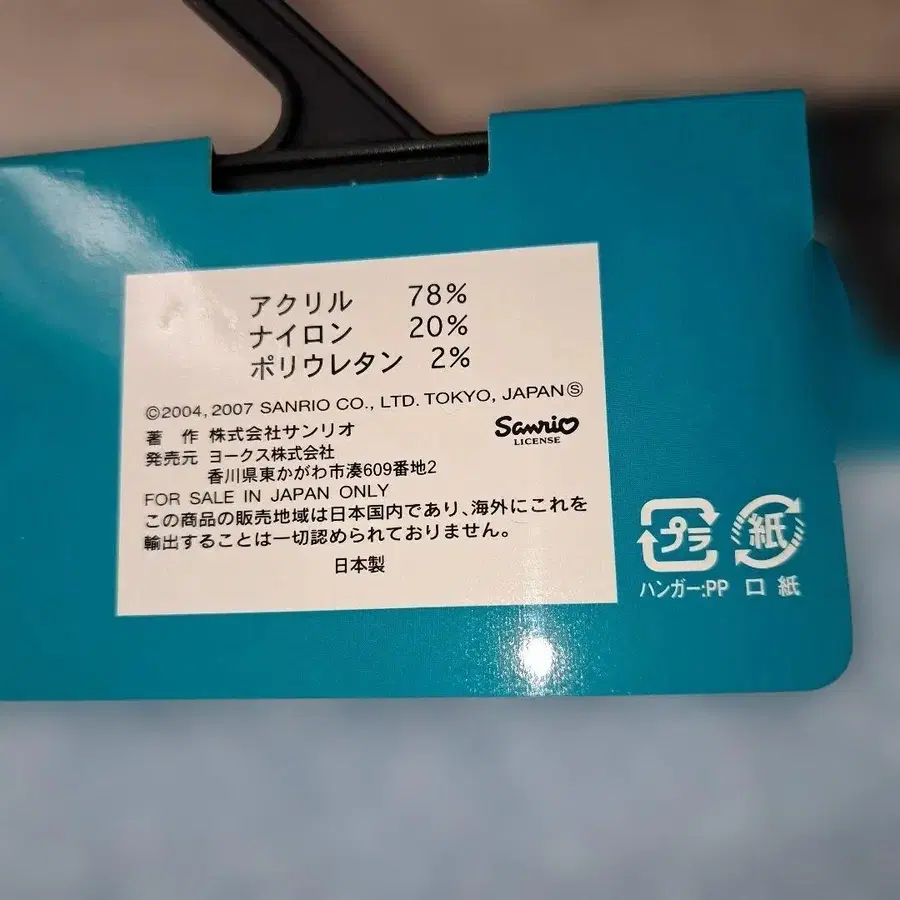 アクリル 78%
ナイロン 20%
ポリウレタン 2%
©2004, 2007 SANRIO CO., LTD. TOKYO, JAPAN Ⓢ
著 作 株式会社サンリオ
Sanrio
LICENSE
発売元 ヨークス株式会社
香川県東かがわ市湊609番地2
FOR SALE IN JAPAN ONLY
この商品の販売地域は日本国内であり、海外にこれを
輸出することは一切認められておりません。
日本製
プラ
紙
ハンガー:PP
口 紙